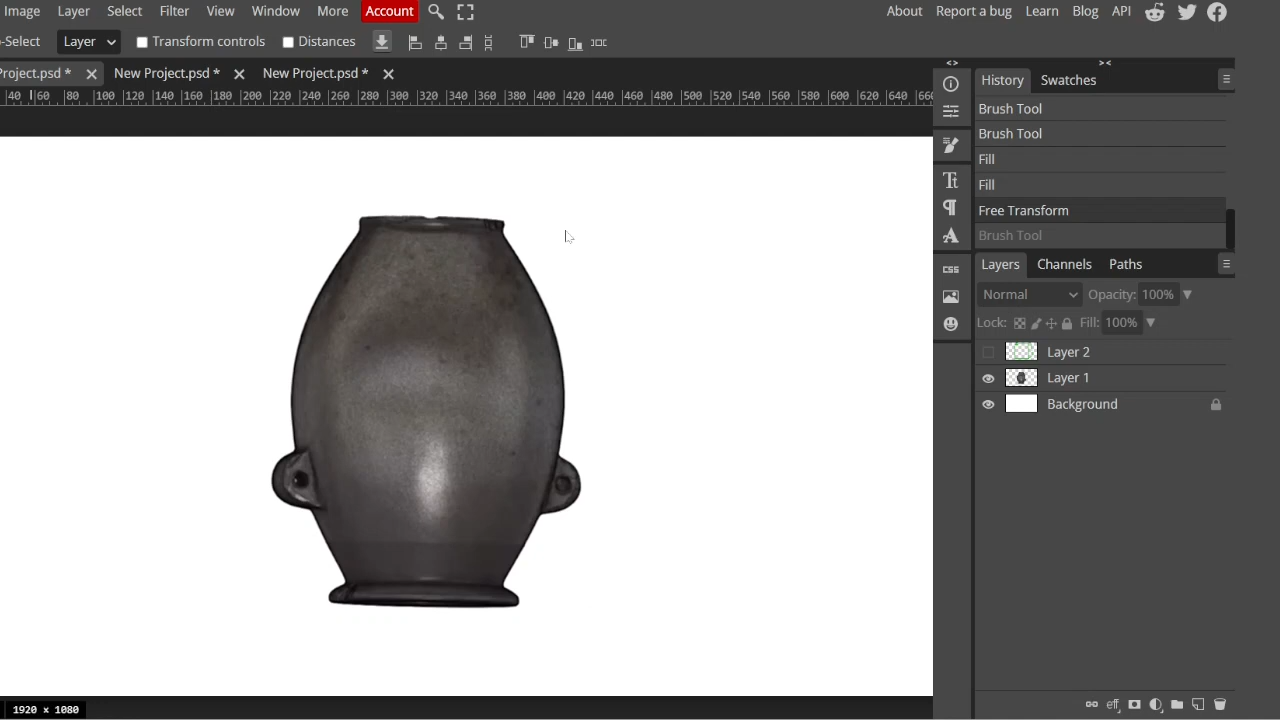 Image Layer Select Filter View Window More Account About Report a bug Learn Blog API
-Select Layer Transform controls Distances
Project.psd * New Project.psd * New Project.psd *
40 60 80 100 120 140 160 180 200 220 240 260 280 300 320 340 360 380 400 420 440 460 480 500 520 540 560 580 600 620 640 66
History Swatches
Brush Tool
Brush Tool
Fill
Fill
Free Transform
Brush Tool
Layers Channels Paths
CSS
Normal Opacity: 100%
Lock: Fill: 100%
Layer 2
Layer 1
Background
eff
1920 x 1080